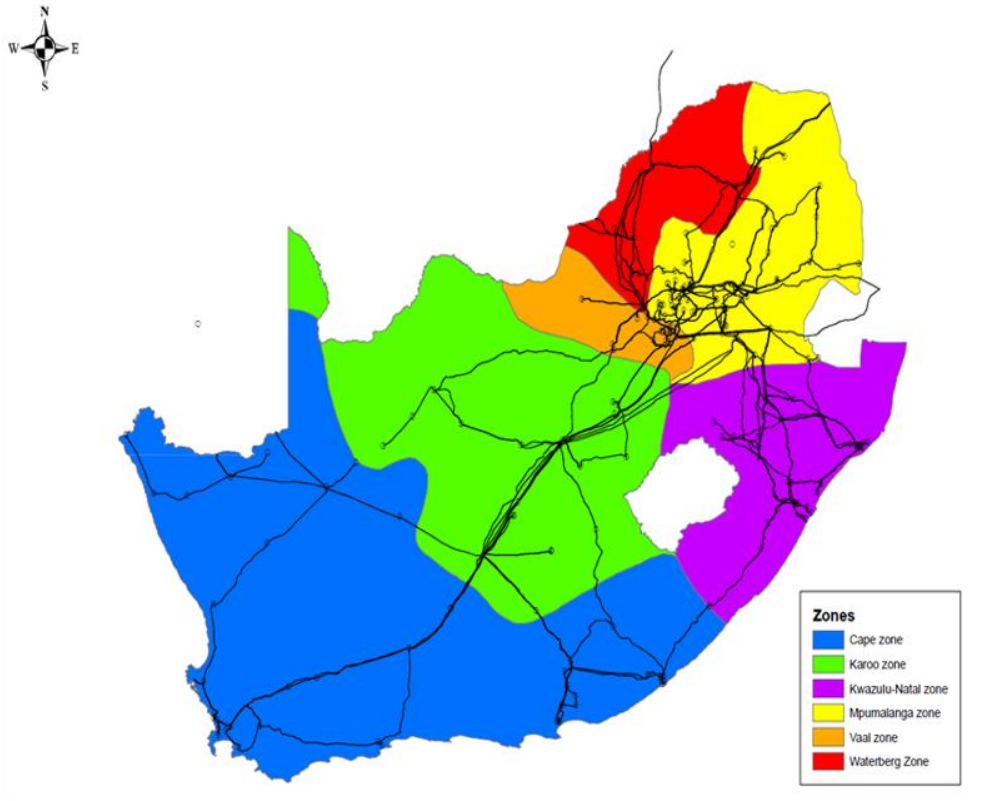 N
W E
S
Zones
Cape zone
Karoo zone
Kwazulu-Natal zone
Mpumalanga zone
Vaal zone
Waterberg Zone